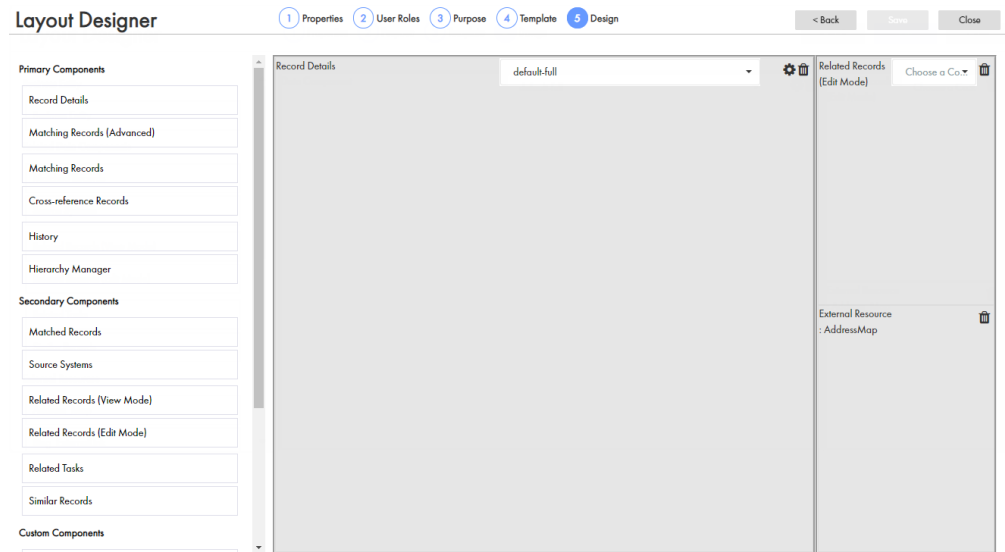 Layout Designer
1 Properties 2 User Roles 3 Purpose 4 Template 5 Design
< Back Save Close
Primary Components
Record Details
Matching Records (Advanced)
Matching Records
Cross-reference Records
History
Hierarchy Manager
Secondary Components
Matched Records
Source Systems
Related Records (View Mode)
Related Records (Edit Mode)
Related Tasks
Similar Records
Custom Components
Record Details
default-full
Related Records
(Edit Mode)
Choose a Co...
External Resource
: AddressMap